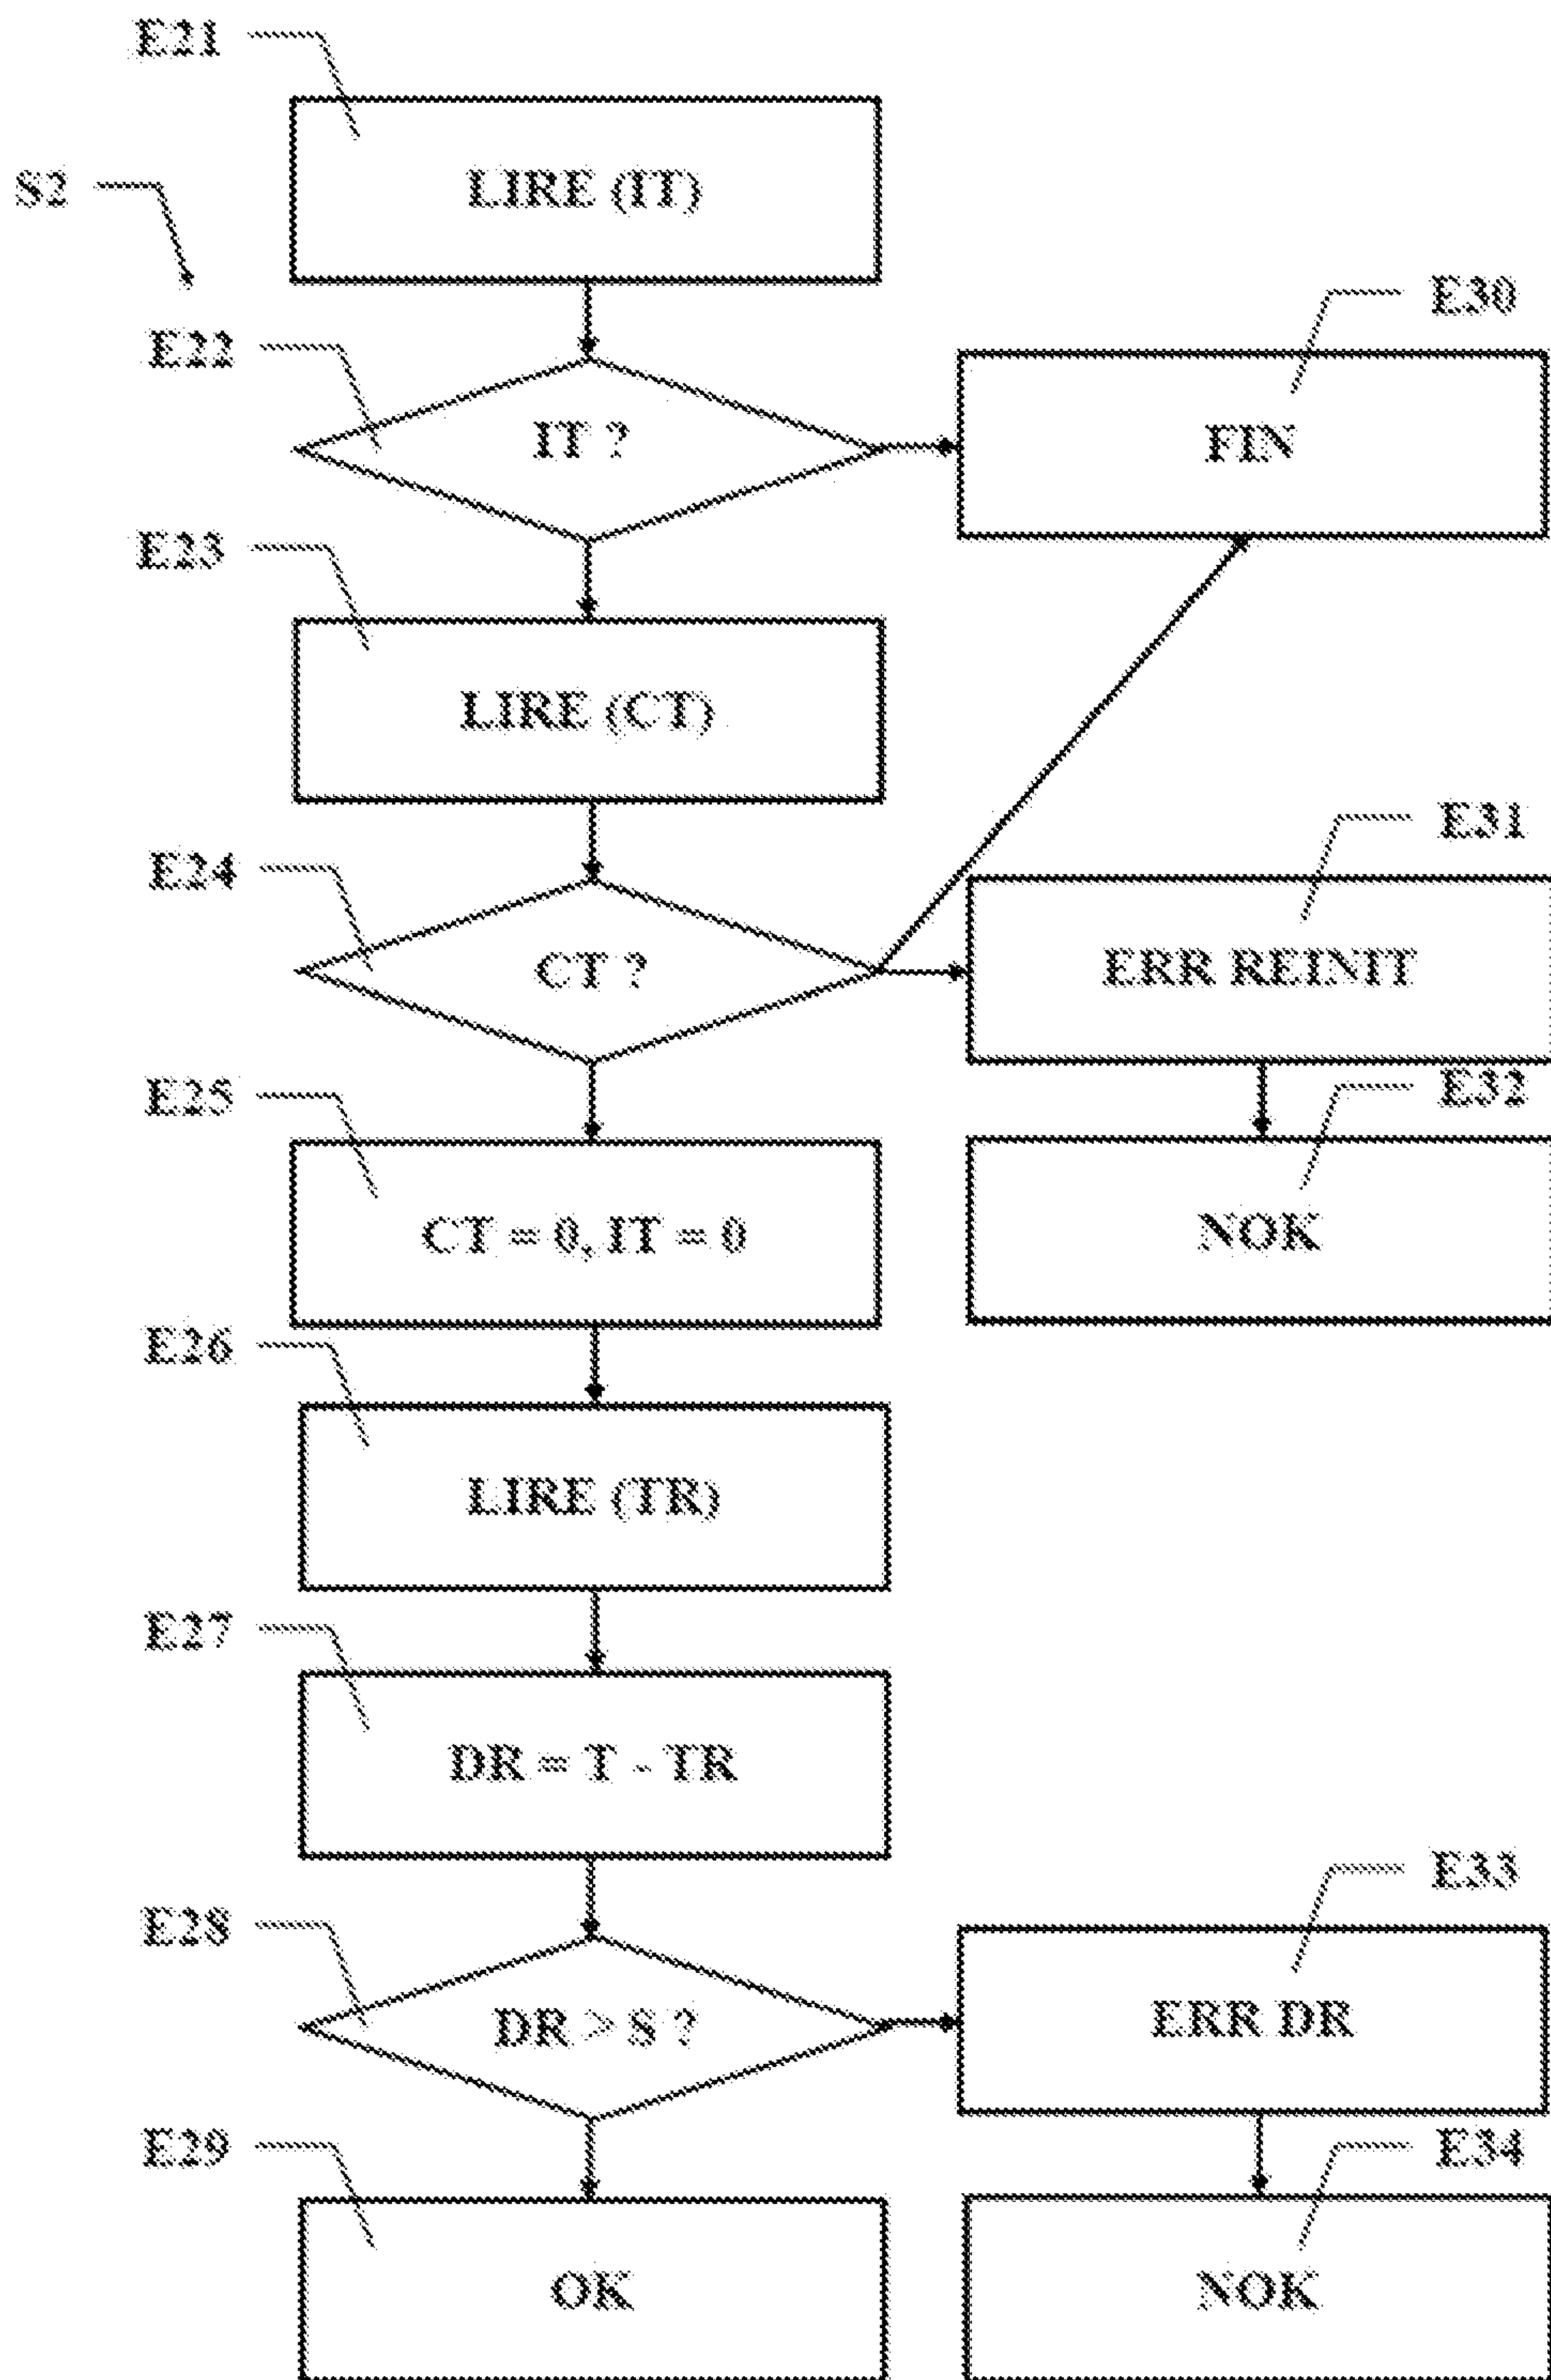 E21
LIRE (IT)
S2
E30
E22
IT ?
FIN
E23
LIRE (CT)
E31
E24
CT ?
ERR REINIT
E25
E32
CT = 0, IT = 0
NOK
E26
LIRE (TR)
E27
DR = T - TR
E33
E28
DR > S ?
ERR DR
E29
E34
OK
NOK